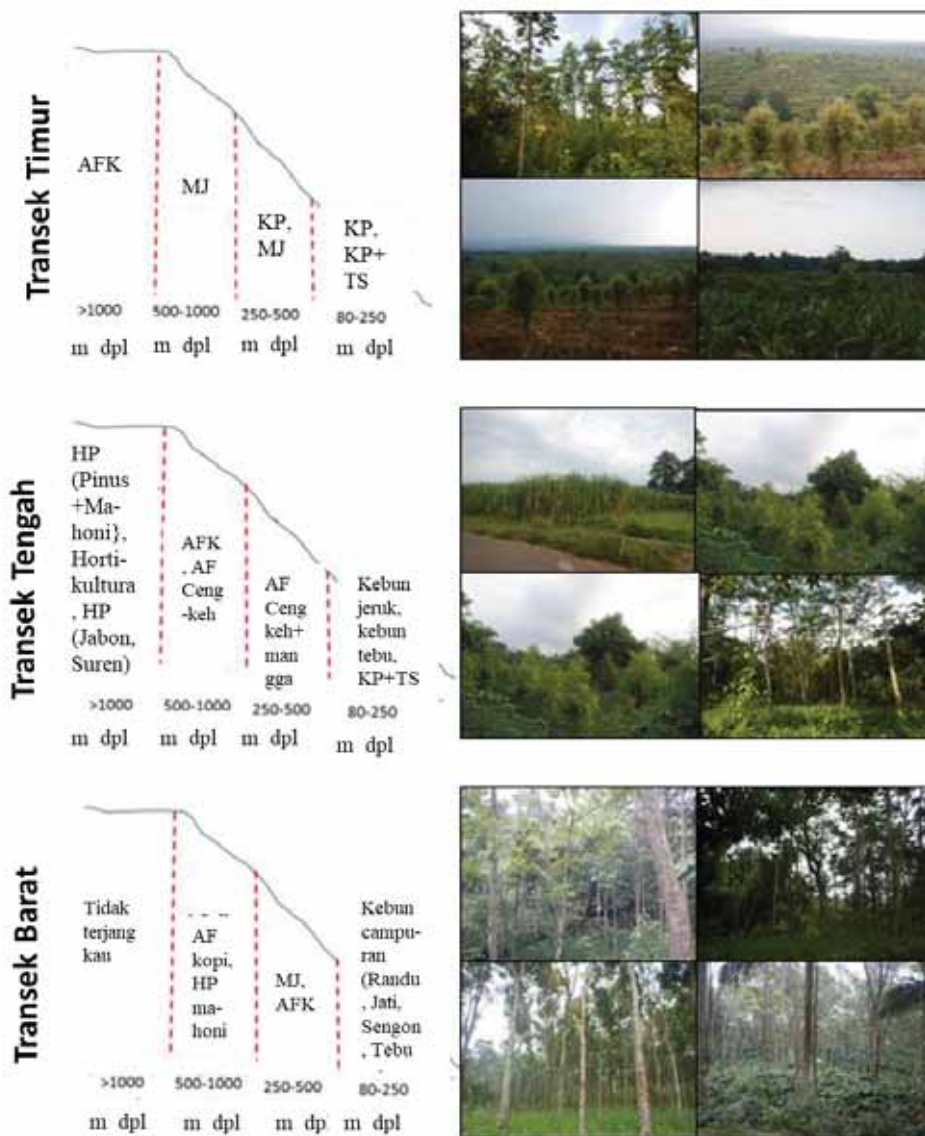 Transek Timur
AFK
MJ
KP,
MJ
KP,
KP+
TS
>1000
500-1000
250-500
80-250
m dpl
m dpl
m dpl
m dpl
Transek Tengah
HP
(Pinus
+Ma-
honi},
Horti-
kultura
, HP
(Jabon,
Suren)
AFK
, AF
Ceng
-keh
AF
Ceng
keh+
man
gga
Kebun
jeruk,
kebun
tebu,
KP+TS
>1000
500-1000
250-500
80-250
m dpl
m dpl
m dpl
m dpl
Transek Barat
Tidak
terjang
kau
AF
kopi,
HP
ma-
honi
MJ,
AFK
Kebun
campu-
ran
(Randu
, Jati,
Sengon
, Tebu
>1000
500-1000
250-500
80-250
m dpl
m dpl
m dp
m dpl